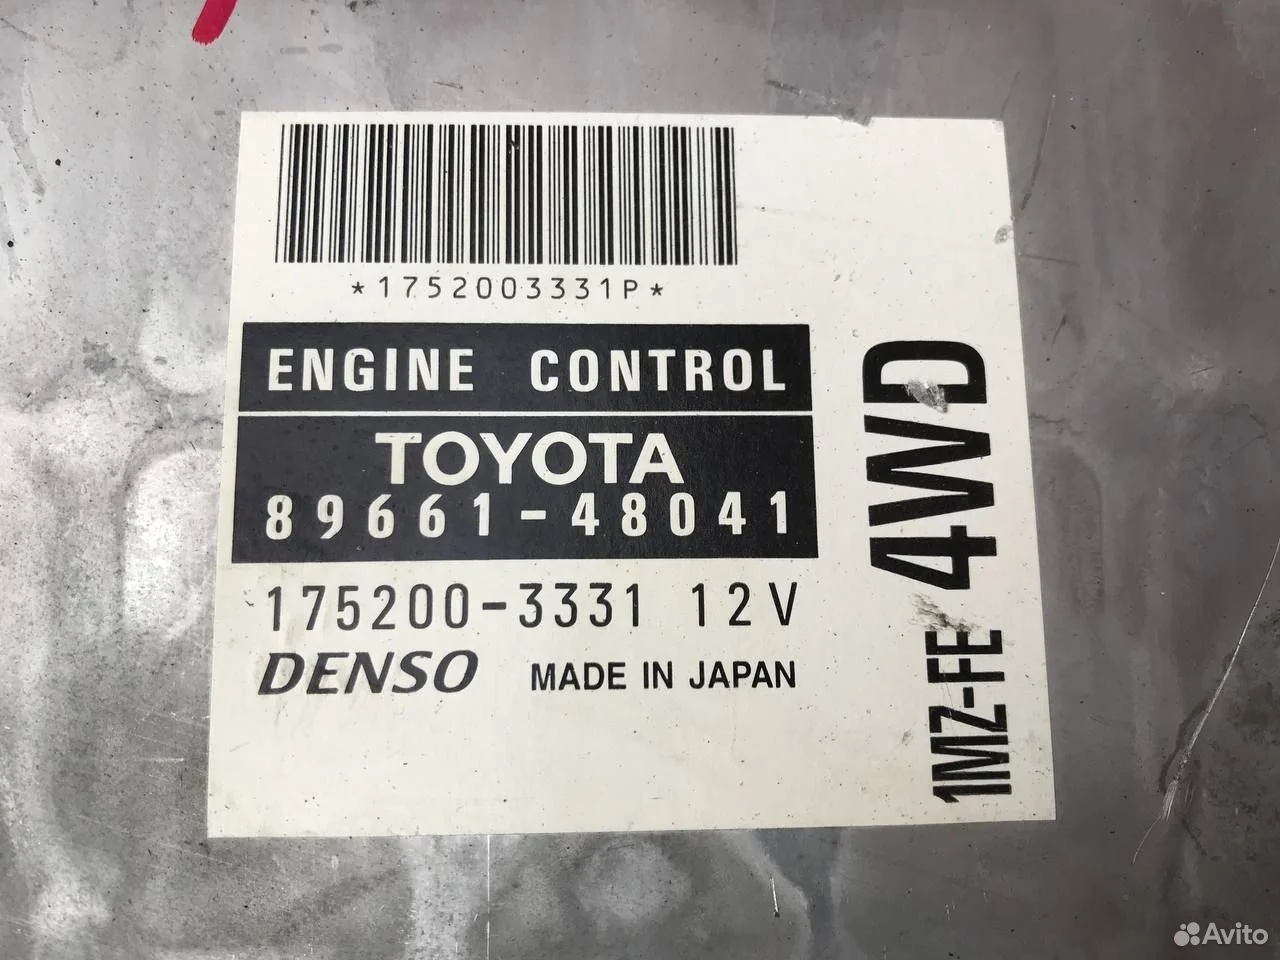 *1752003331P*
ENGINE CONTROL
TOYOTA
89661-48041
175200-3331 12V
DENSO MADE IN JAPAN
1MZ-FE 4WD
Avito